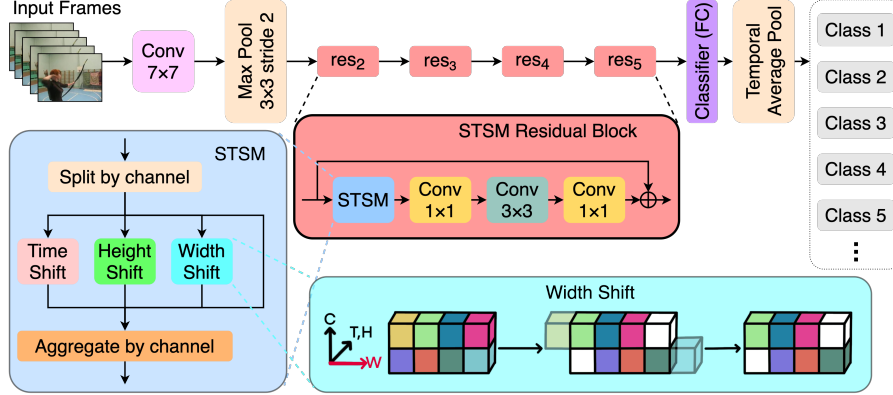 Input Frames
Conv
7×7
Max Pool
3×3 stride 2
res2
res3
res4
res5
Classifier (FC)
Temporal
Average Pool
Class 1
Class 2
Class 3
Class 4
Class 5
⋮
STSM
Split by channel
Time
Shift
Height
Shift
Width
Shift
Aggregate by channel
STSM Residual Block
STSM
Conv
1×1
Conv
3×3
Conv
1×1
Width Shift
C
T,H
W